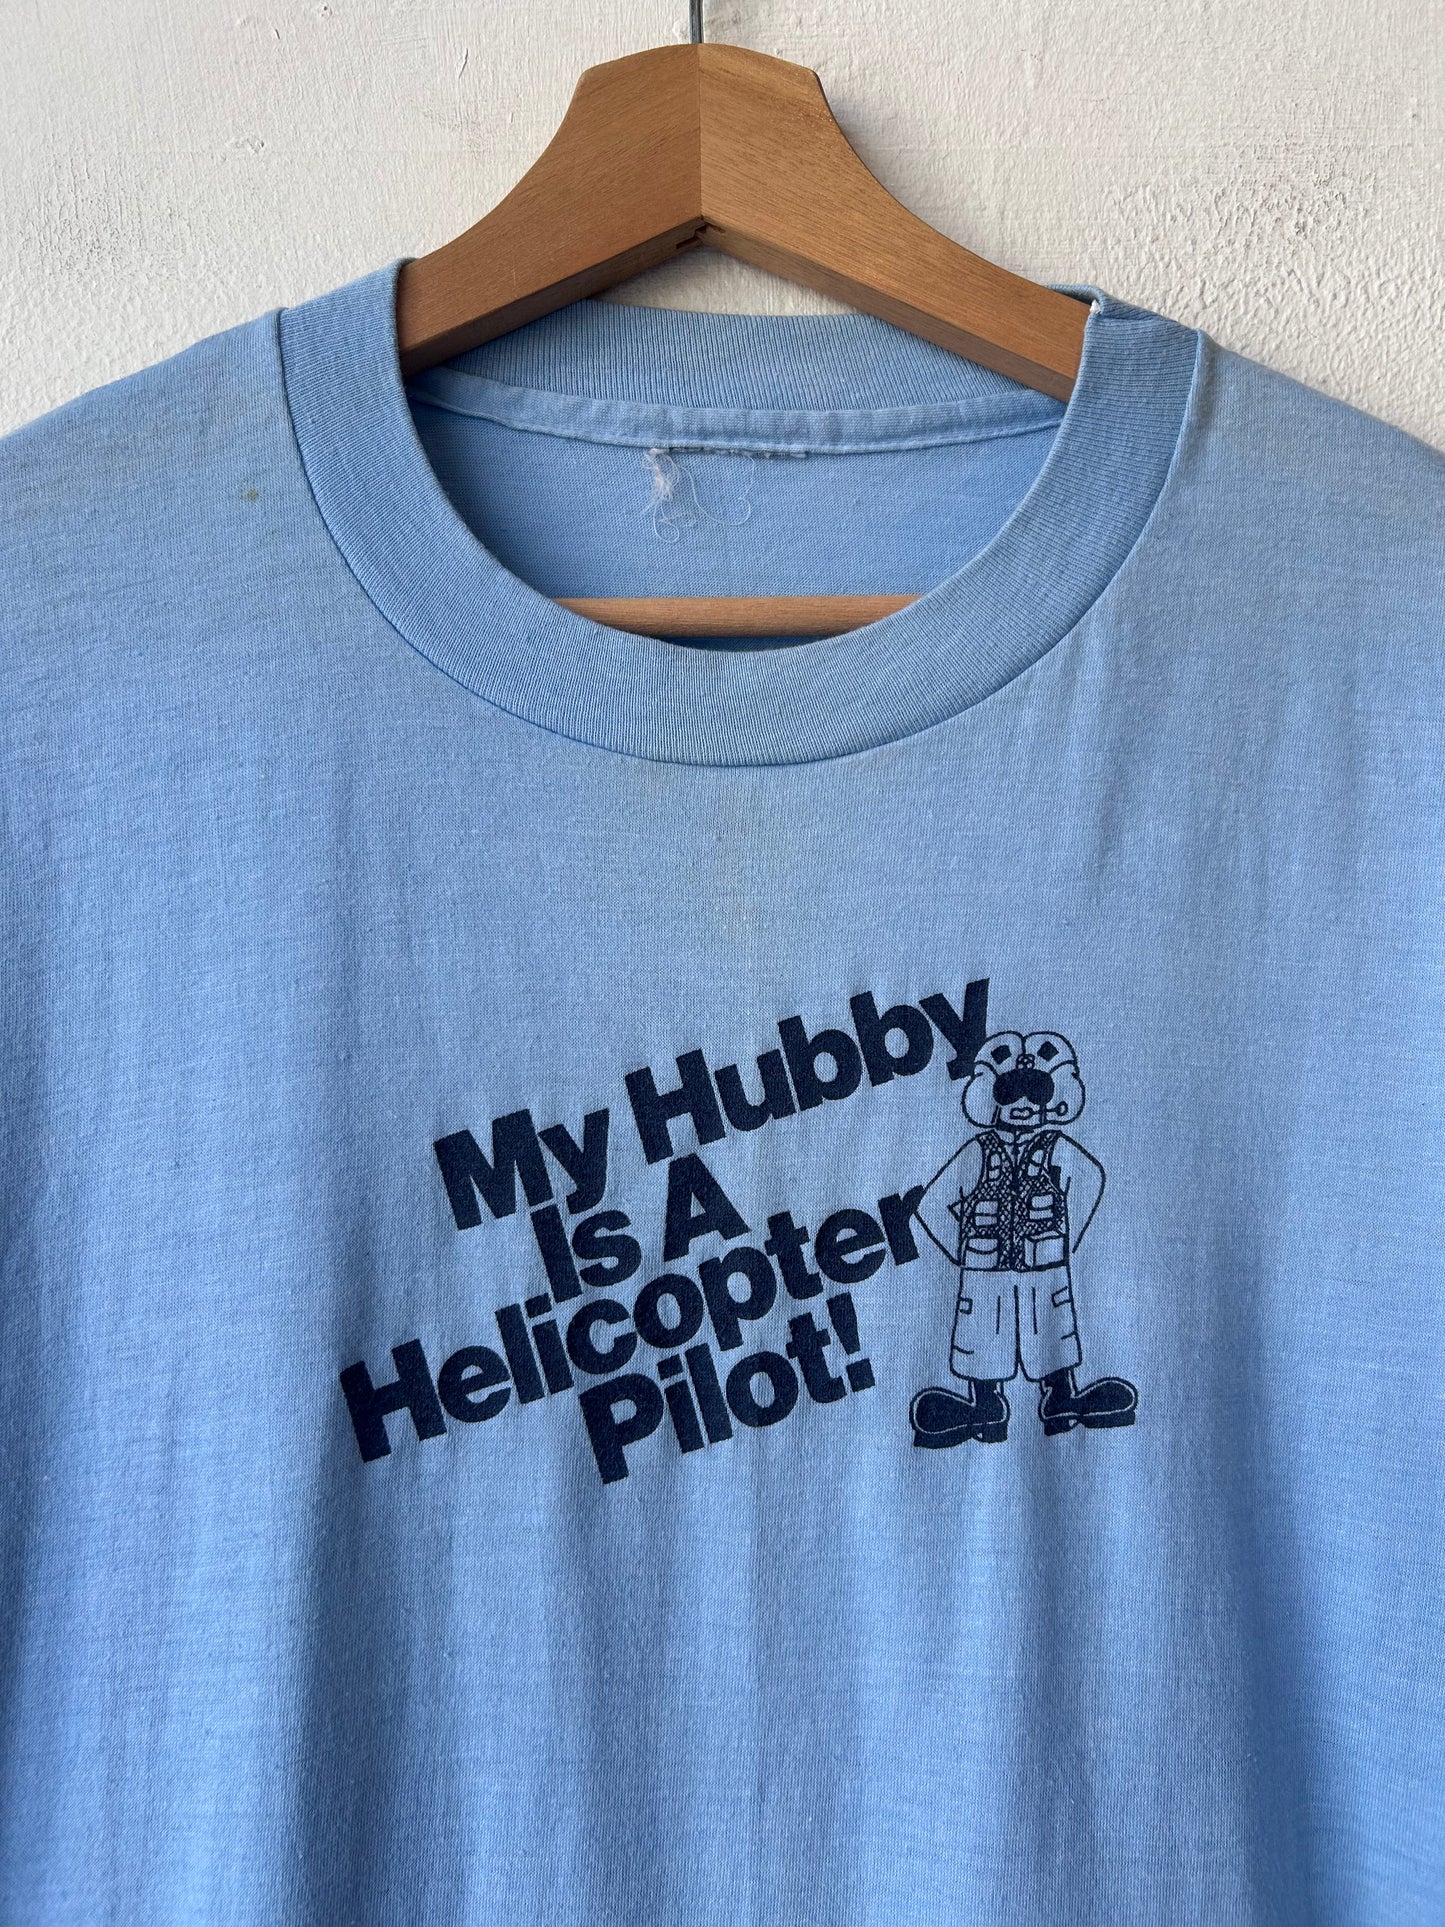 My Hubby
Is A
Helicopter
Pilot!